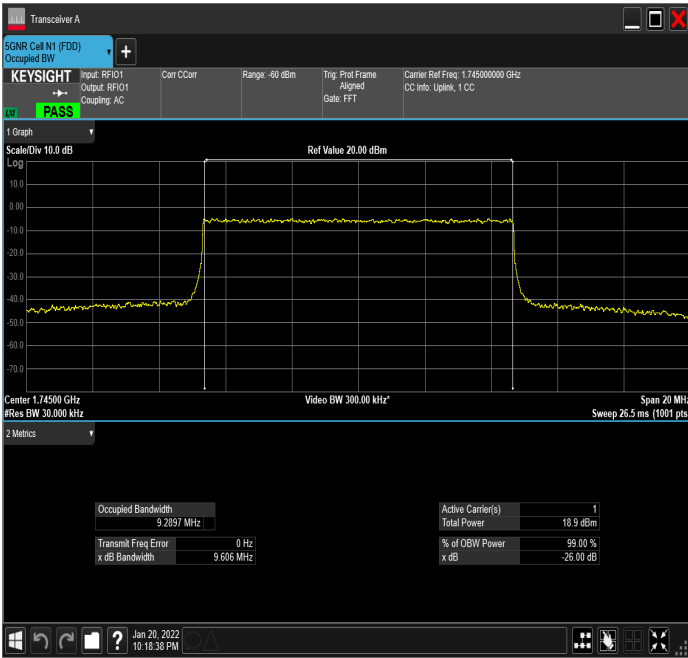 Transceiver A
5GNR Cell N1 (FDD)
Occupied BW
+
KEYSIGHT
Input: RFIO1
Output: RFIO1
Coupling: AC
Corr CCorr
Range: -60 dBm
Trig: Prot Frame
Aligned
Gate: FFT
Carrier Ref Freq: 1.745000000 GHz
CC Info: Uplink, 1 CC
LXI
PASS
1 Graph
Scale/Div 10.0 dB
Ref Value 20.00 dBm
Log
10.0
0.00
-10.0
-20.0
-30.0
-40.0
-50.0
-60.0
-70.0
Center 1.74500 GHz
Video BW 300.00 kHz*
Span 20 MHz
#Res BW 30.000 kHz
Sweep 26.5 ms (1001 pts
2 Metrics
Occupied Bandwidth
9.2897 MHz
Transmit Freq Error 0 Hz
x dB Bandwidth 9.606 MHz
Active Carrier(s) 1
Total Power 18.9 dBm
% of OBW Power 99.00 %
x dB -26.00 dB
?
Jan 20, 2022
10:18:38 PM